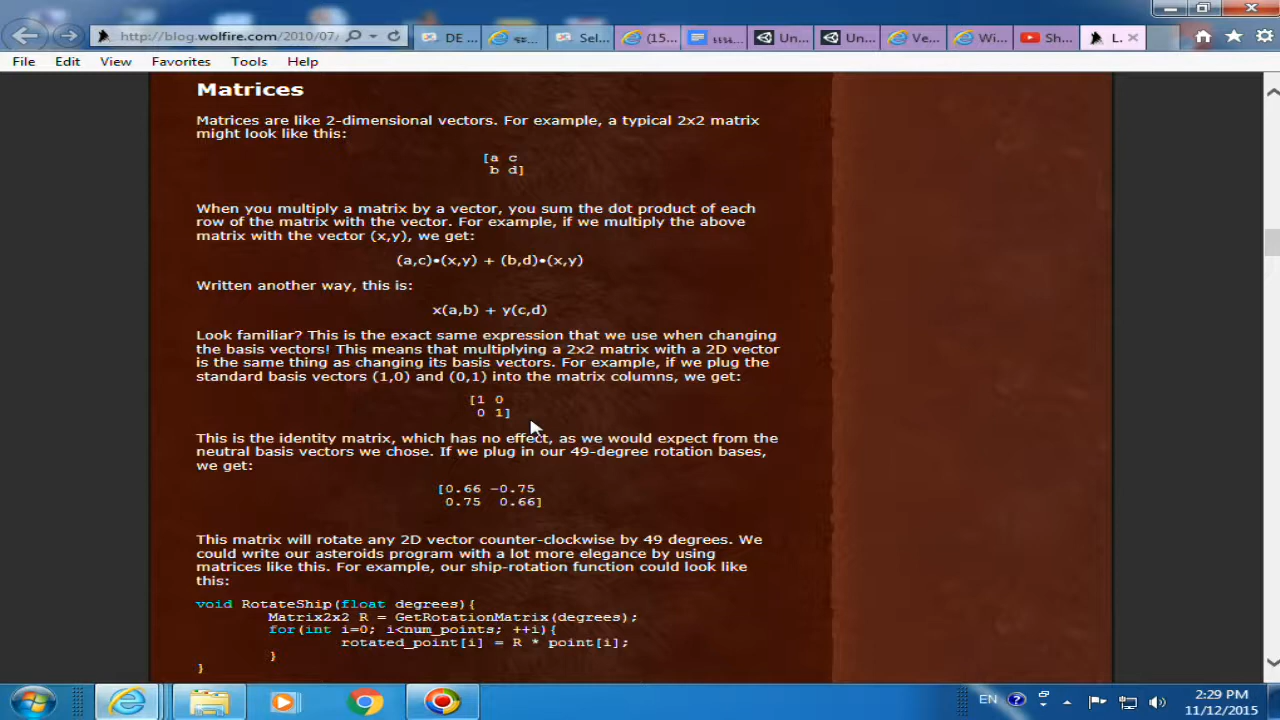 http://blog.wolfire.com/2010/07/
DE ...
Sel...
(15...
Un...
Un...
Ve...
Wi...
Sh...
L.
File Edit View Favorites Tools Help
Matrices
Matrices are like 2-dimensional vectors. For example, a typical 2x2 matrix
might look like this:
[a c
b d]
When you multiply a matrix by a vector, you sum the dot product of each
row of the matrix with the vector. For example, if we multiply the above
matrix with the vector (x,y), we get:
(a,c)•(x,y) + (b,d)•(x,y)
Written another way, this is:
x(a,b) + y(c,d)
Look familiar? This is the exact same expression that we use when changing
the basis vectors! This means that multiplying a 2x2 matrix with a 2D vector
is the same thing as changing its basis vectors. For example, if we plug the
standard basis vectors (1,0) and (0,1) into the matrix columns, we get:
[1 0
0 1]
This is the identity matrix, which has no effect, as we would expect from the
neutral basis vectors we chose. If we plug in our 49-degree rotation bases,
we get:
[0.66 -0.75
0.75 0.66]
This matrix will rotate any 2D vector counter-clockwise by 49 degrees. We
could write our asteroids program with a lot more elegance by using
matrices like this. For example, our ship-rotation function could look like
this:
void RotateShip(float degrees){
Matrix2x2 R = GetRotationMatrix(degrees);
for(int i=0; i<num_points; ++i){
rotated_point[i] = R * point[i];
}
}
EN
2:29 PM
11/12/2015